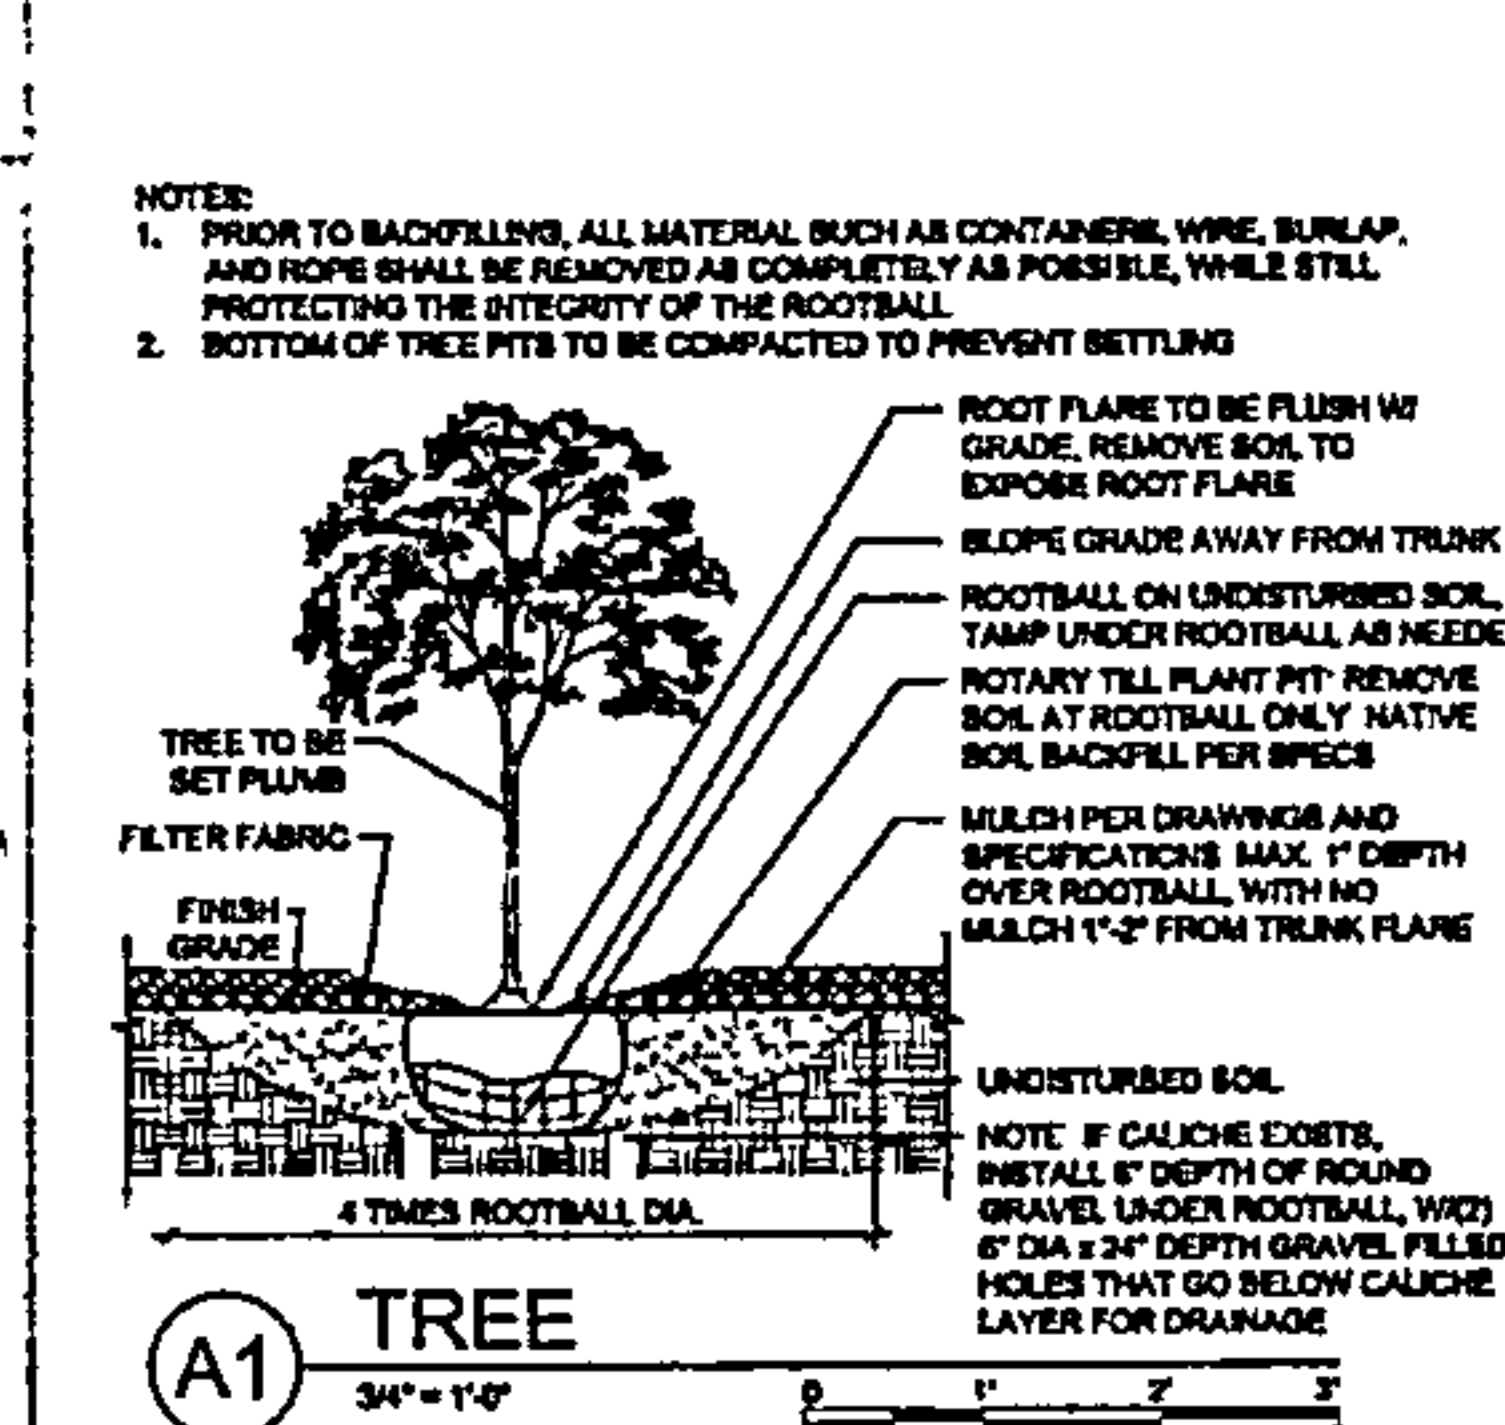 NOTES:
1. PRIOR TO BACKFILLING, ALL MATERIAL SUCH AS CONTAINERS, WIRE, BURLAP,
AND ROPE SHALL BE REMOVED AS COMPLETELY AS POSSIBLE, WHILE STILL
PROTECTING THE INTEGRITY OF THE ROOTBALL
2. BOTTOM OF TREE PITS TO BE COMPACTED TO PREVENT SETTLING
ROOT FLARE TO BE FLUSH W/
GRADE, REMOVE SOIL TO
EXPOSE ROOT FLARE
SLOPE GRADE AWAY FROM TRUNK
ROOTBALL ON UNDISTURBED SOIL,
TAMP UNDER ROOTBALL AS NEEDE
ROTARY TILL PLANT PIT REMOVE
SOIL AT ROOTBALL ONLY NATIVE
SOIL BACKFILL PER SPECS
TREE TO BE
SET PLUMB
FILTER FABRIC
FINISH
GRADE
MULCH PER DRAWINGS AND
SPECIFICATIONS MAX. 1" DEPTH
OVER ROOTBALL, WITH NO
MULCH 1"-2" FROM TRUNK FLARE
UNDISTURBED SOIL
NOTE IF CALICHE EXISTS,
INSTALL 6" DEPTH OF ROUND
GRAVEL UNDER ROOTBALL, W/(2)
6" DIA x 24" DEPTH GRAVEL FILLED
HOLES THAT GO BELOW CALICHE
LAYER FOR DRAINAGE
4 TIMES ROOTBALL DIA.
A1
TREE
3/4" = 1'-0"
0 1' 2' 3'